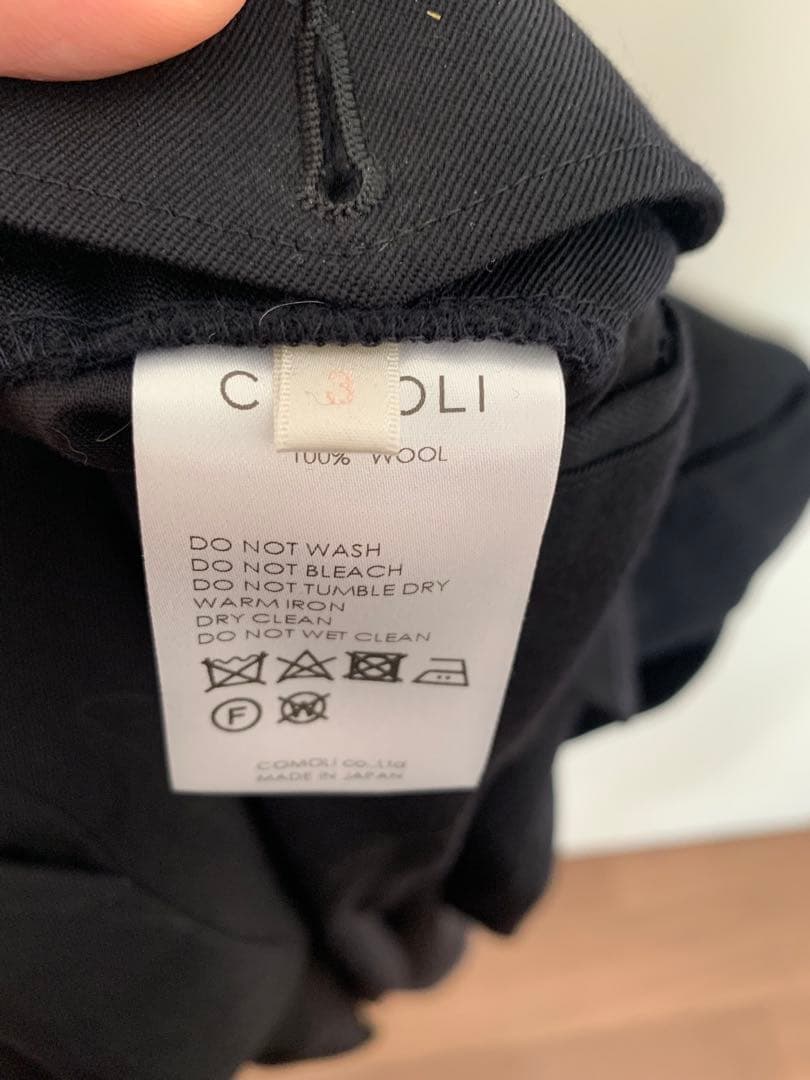 C OLI
3
100% WOOL
DO NOT WASH
DO NOT BLEACH
DO NOT TUMBLE DRY
WARM IRON
DRY CLEAN
DO NOT WET CLEAN
F W
COMOLI co.,Ltd
MADE IN JAPAN